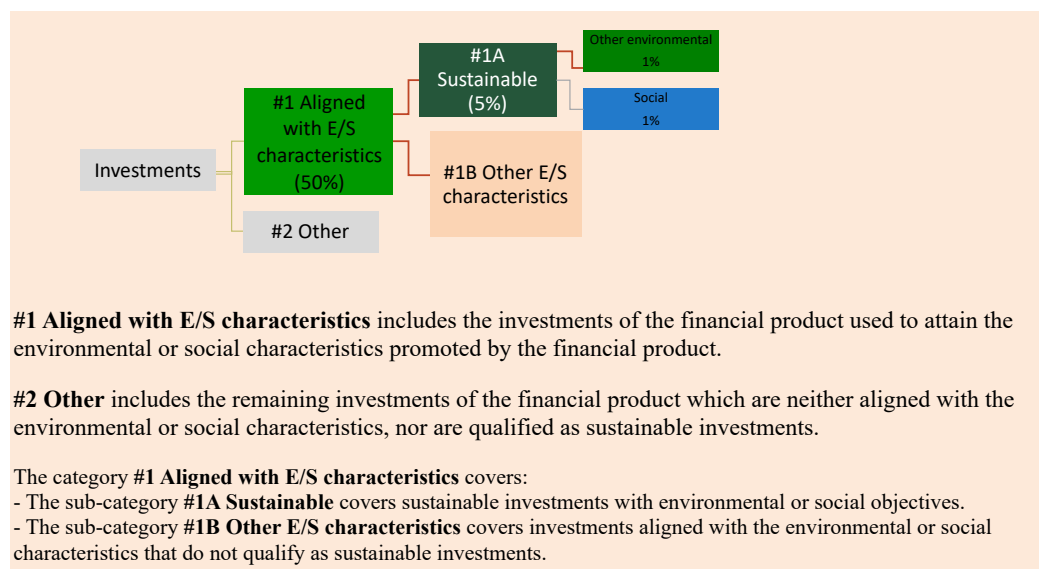 Other environmental
1%
#1A
Sustainable
(5%)
Social
1%
#1 Aligned
with E/S
characteristics
(50%)
Investments
#1B Other E/S
characteristics
#2 Other
#1 Aligned with E/S characteristics includes the investments of the financial product used to attain the
environmental or social characteristics promoted by the financial product.
#2 Other includes the remaining investments of the financial product which are neither aligned with the
environmental or social characteristics, nor are qualified as sustainable investments.
The category #1 Aligned with E/S characteristics covers:
- The sub-category #1A Sustainable covers sustainable investments with environmental or social objectives.
- The sub-category #1B Other E/S characteristics covers investments aligned with the environmental or social
characteristics that do not qualify as sustainable investments.